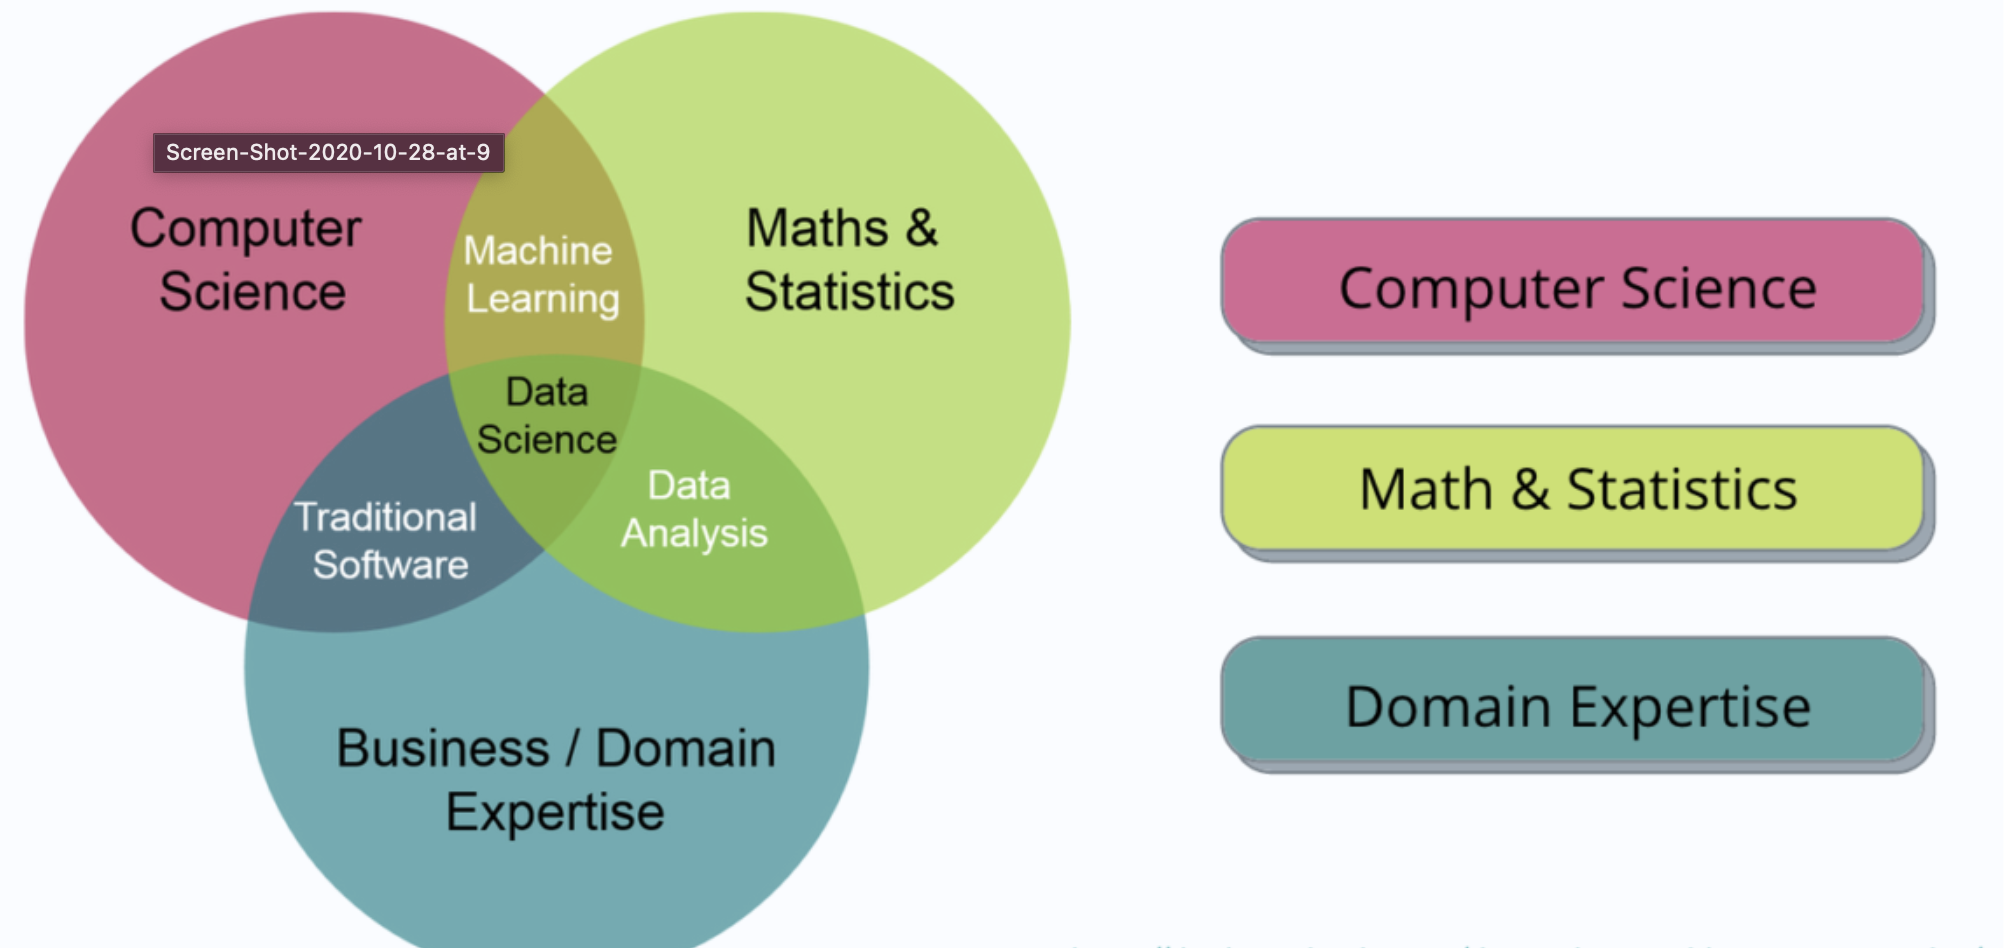 Screen-Shot-2020-10-28-at-9
Computer
Science
Machine
Learning
Maths &
Statistics
Data
Science
Traditional
Software
Data
Analysis
Business / Domain
Expertise
Computer Science
Math & Statistics
Domain Expertise